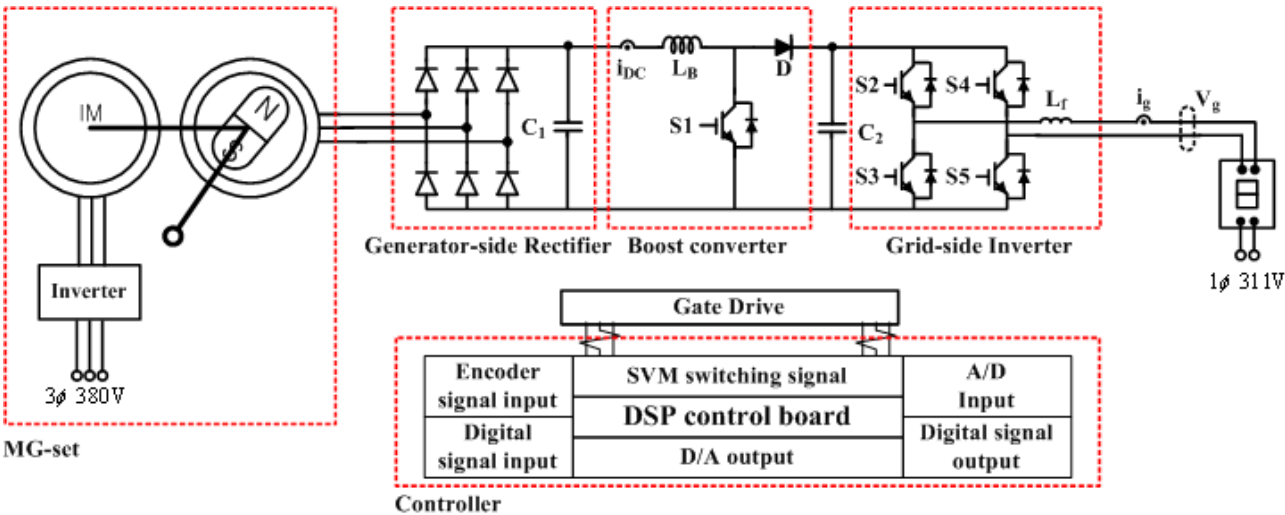 IM
N
S
Inverter
3ϕ 380V
MG-set
C1
Generator-side Rectifier
iDC
LB
D
S1
Boost converter
C2
S2
S4
S3
S5
Grid-side Inverter
Lf
ig
Vg
1ϕ 311V
Gate Drive
Encoder
signal input
SVM switching signal
A/D
Input
DSP control board
Digital
signal input
D/A output
Digital signal
output
Controller